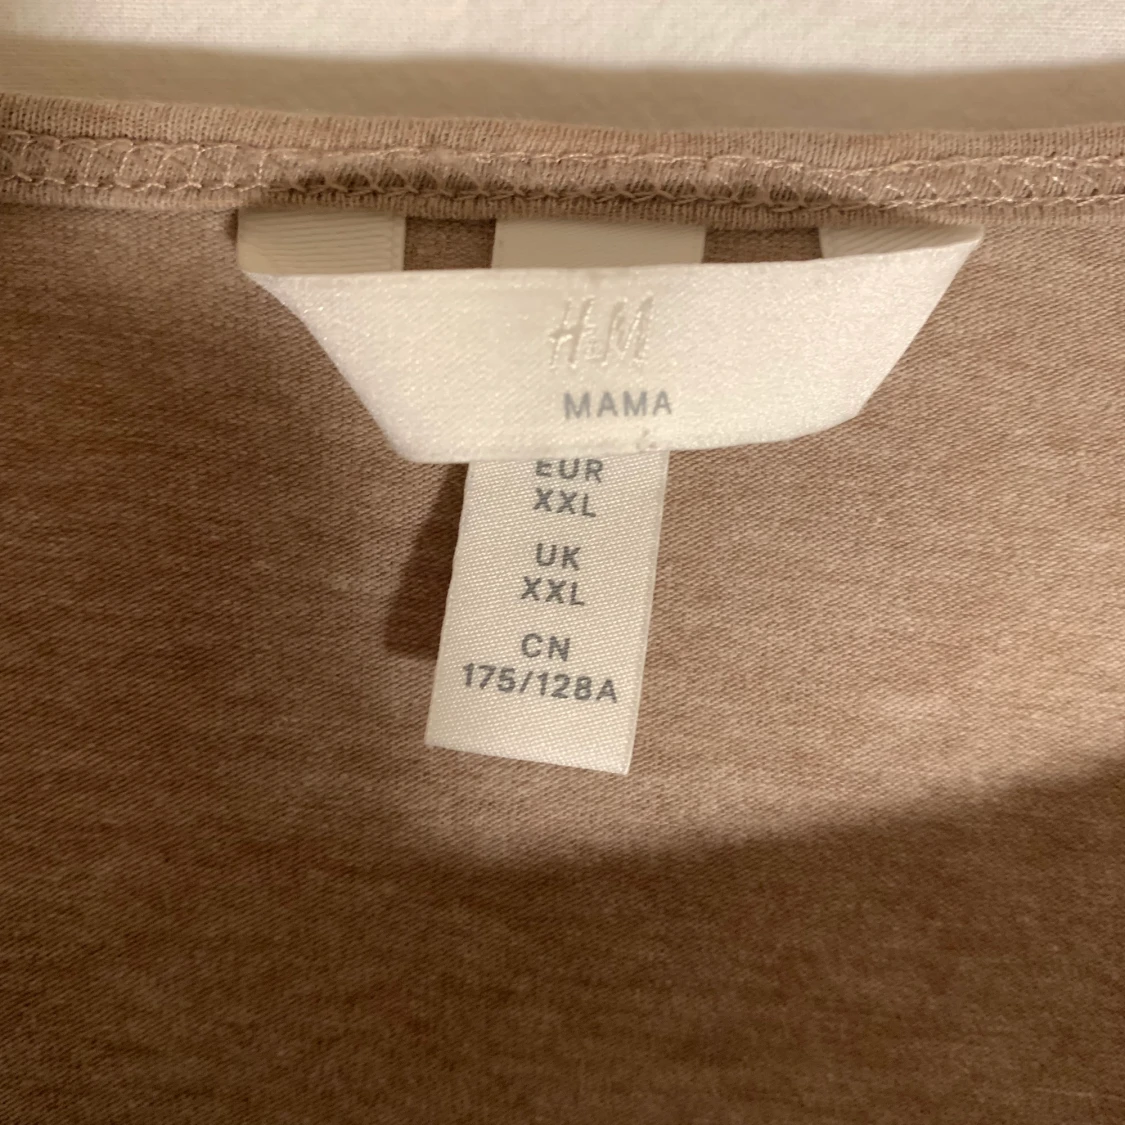 H&M
MAMA
EUR
XXL
UK
XXL
CN
175/128A